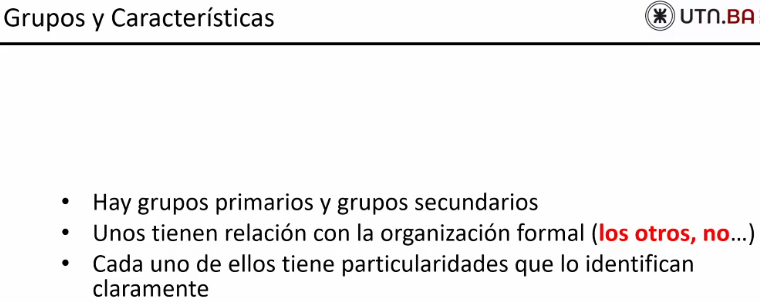 Grupos y Características
UTN.BA
• Hay grupos primarios y grupos secundarios
• Unos tienen relación con la organización formal (los otros, no…)
• Cada uno de ellos tiene particularidades que lo identifican
claramente